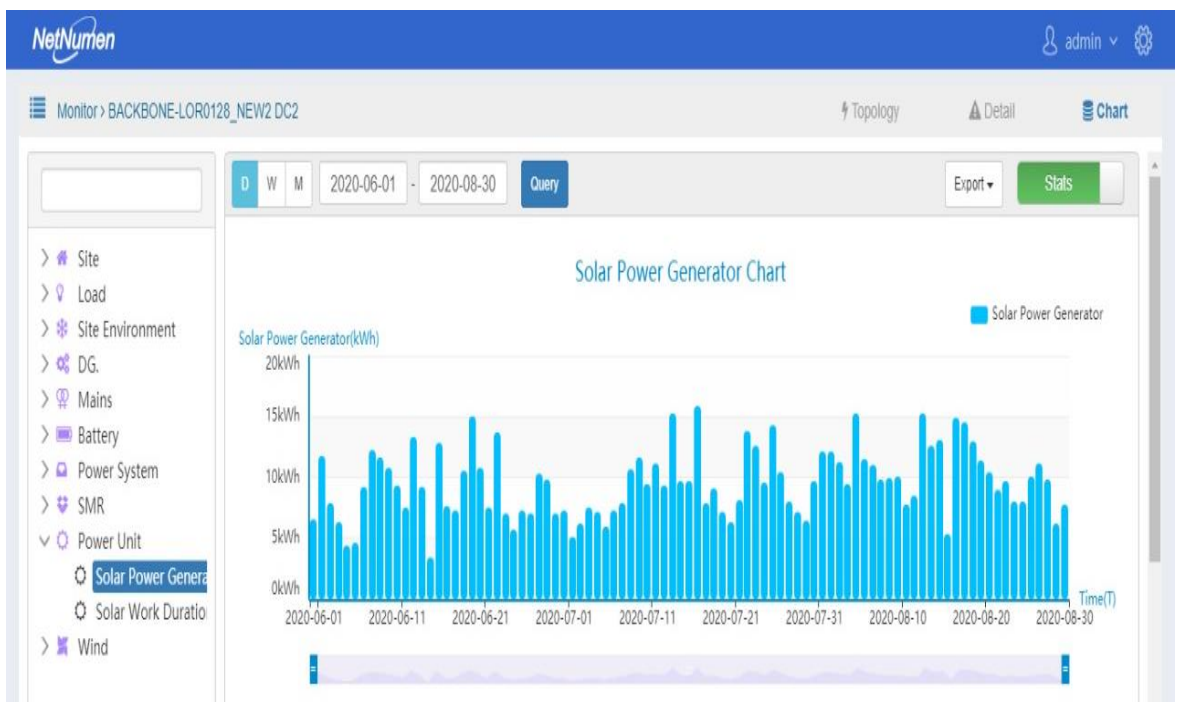 NetNumen
admin
Monitor > BACKBONE-LOR0128_NEW2 DC2
Topology
Detail
Chart
D W M 2020-06-01 - 2020-08-30 Query
Export
Stats
Site
Load
Site Environment
DG.
Mains
Battery
Power System
SMR
Power Unit
Solar Power Genera
Solar Work Duratio
Wind
Solar Power Generator Chart
Solar Power Generator
Solar Power Generator(kWh)
20kWh
15kWh
10kWh
5kWh
0kWh
2020-06-01 2020-06-11 2020-06-21 2020-07-01 2020-07-11 2020-07-21 2020-07-31 2020-08-10 2020-08-20 2020-08-30
Time(T)